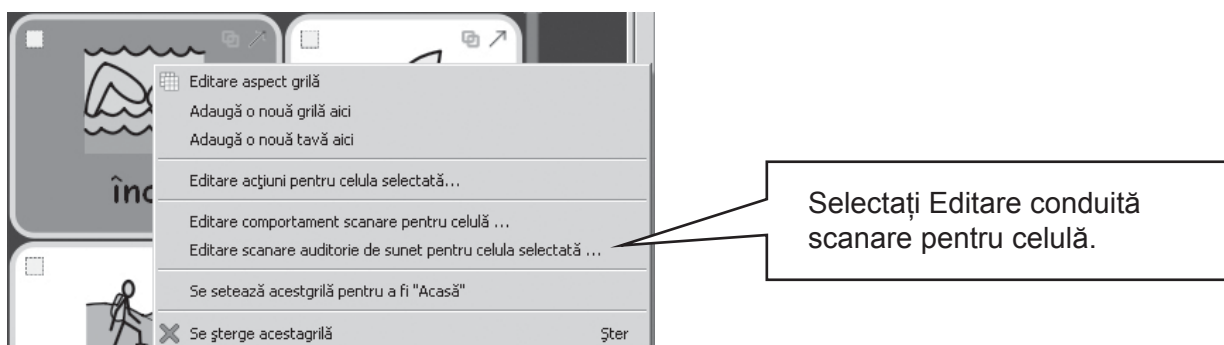 înc
Editare aspect grilă
Adaugă o nouă grilă aici
Adaugă o nouă tavă aici
Editare acţiuni pentru celula selectată...
Editare comportament scanare pentru celulă ...
Editare scanare auditorie de sunet pentru celula selectată ...
Se setează acestgrilă pentru a fi "Acasă"
Se şterge acestagrilă Şter
Selectați Editare conduită
scanare pentru celulă.